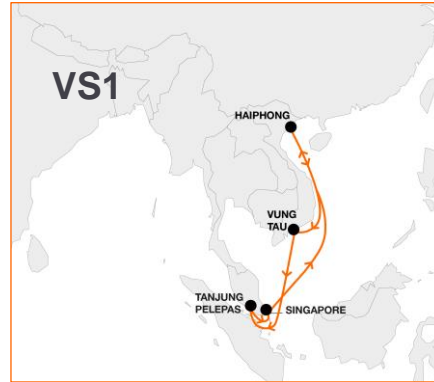 VS1
HAIPHONG
VUNG
TAU
TANJUNG
PELEPAS
SINGAPORE